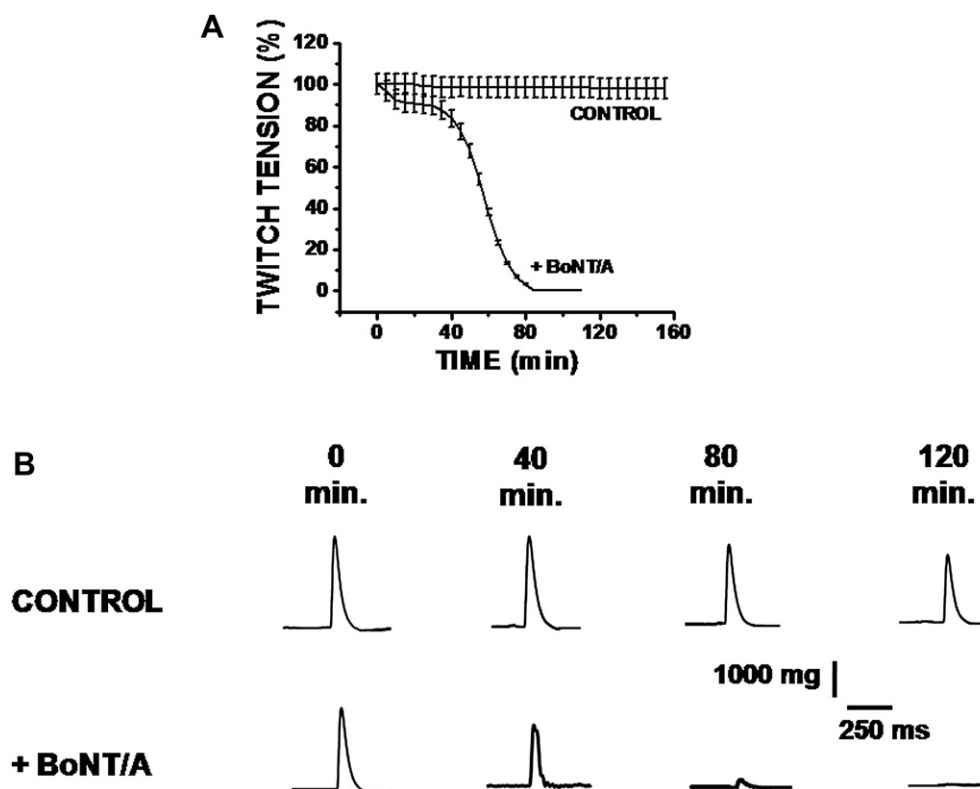 A
TWITCH TENSION (%)
120
100
80
60
40
20
0
CONTROL
+ BoNT/A
0 40 80 120 160
TIME (min)
B
0 40 80 120
min. min. min. min.
CONTROL
1000 mg
250 ms
+ BoNT/A